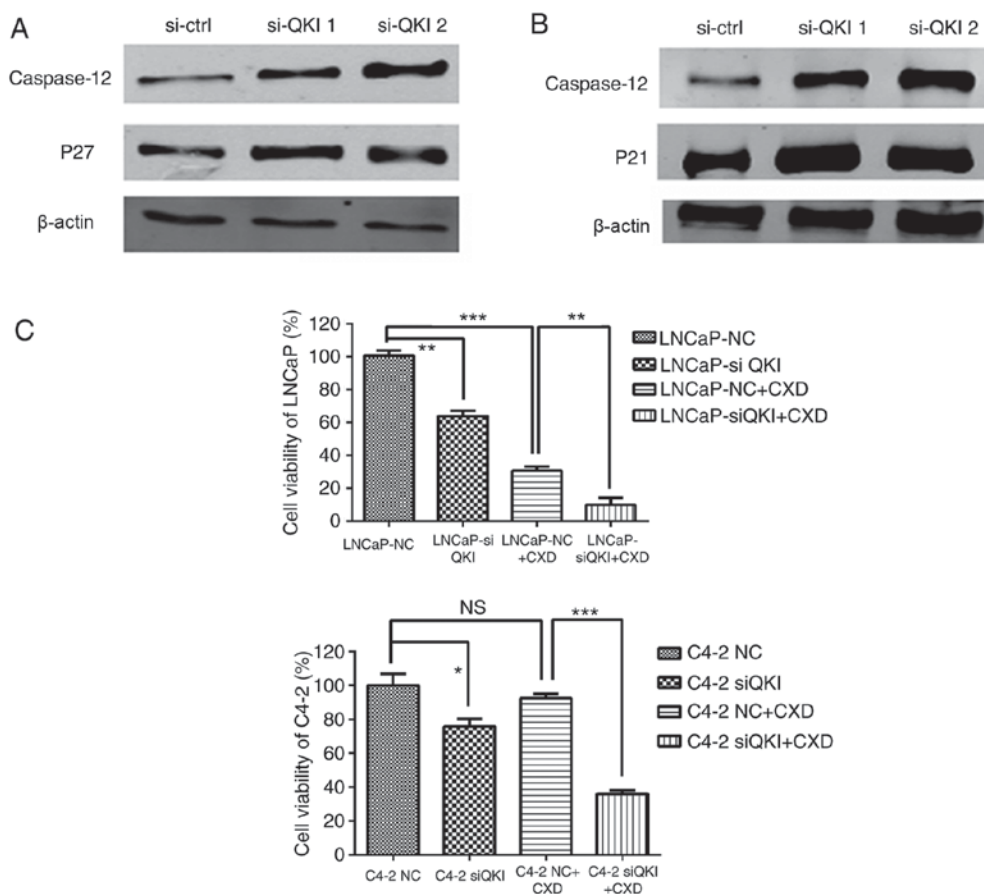 A
si-ctrl si-QKI 1 si-QKI 2
Caspase-12
P27
β-actin
B
si-ctrl si-QKI 1 si-QKI 2
Caspase-12
P21
β-actin
C
Cell viability of LNCaP (%)
120
100
80
60
40
20
0
*** **
**
LNCaP-NC
LNCaP-si QKI
LNCaP-NC+CXD
LNCaP-siQKI+CXD
LNCaP-NC
LNCaP-si
QKI
LNCaP-NC
+CXD
LNCaP-
siQKI+CXD
Cell viability of C4-2 (%)
120
100
80
60
40
20
0
NS ***
*
C4-2 NC
C4-2 siQKI
C4-2 NC+CXD
C4-2 siQKI+CXD
C4-2 NC
C4-2 siQKI
C4-2 NC+
CXD
C4-2 siQKI
+CXD